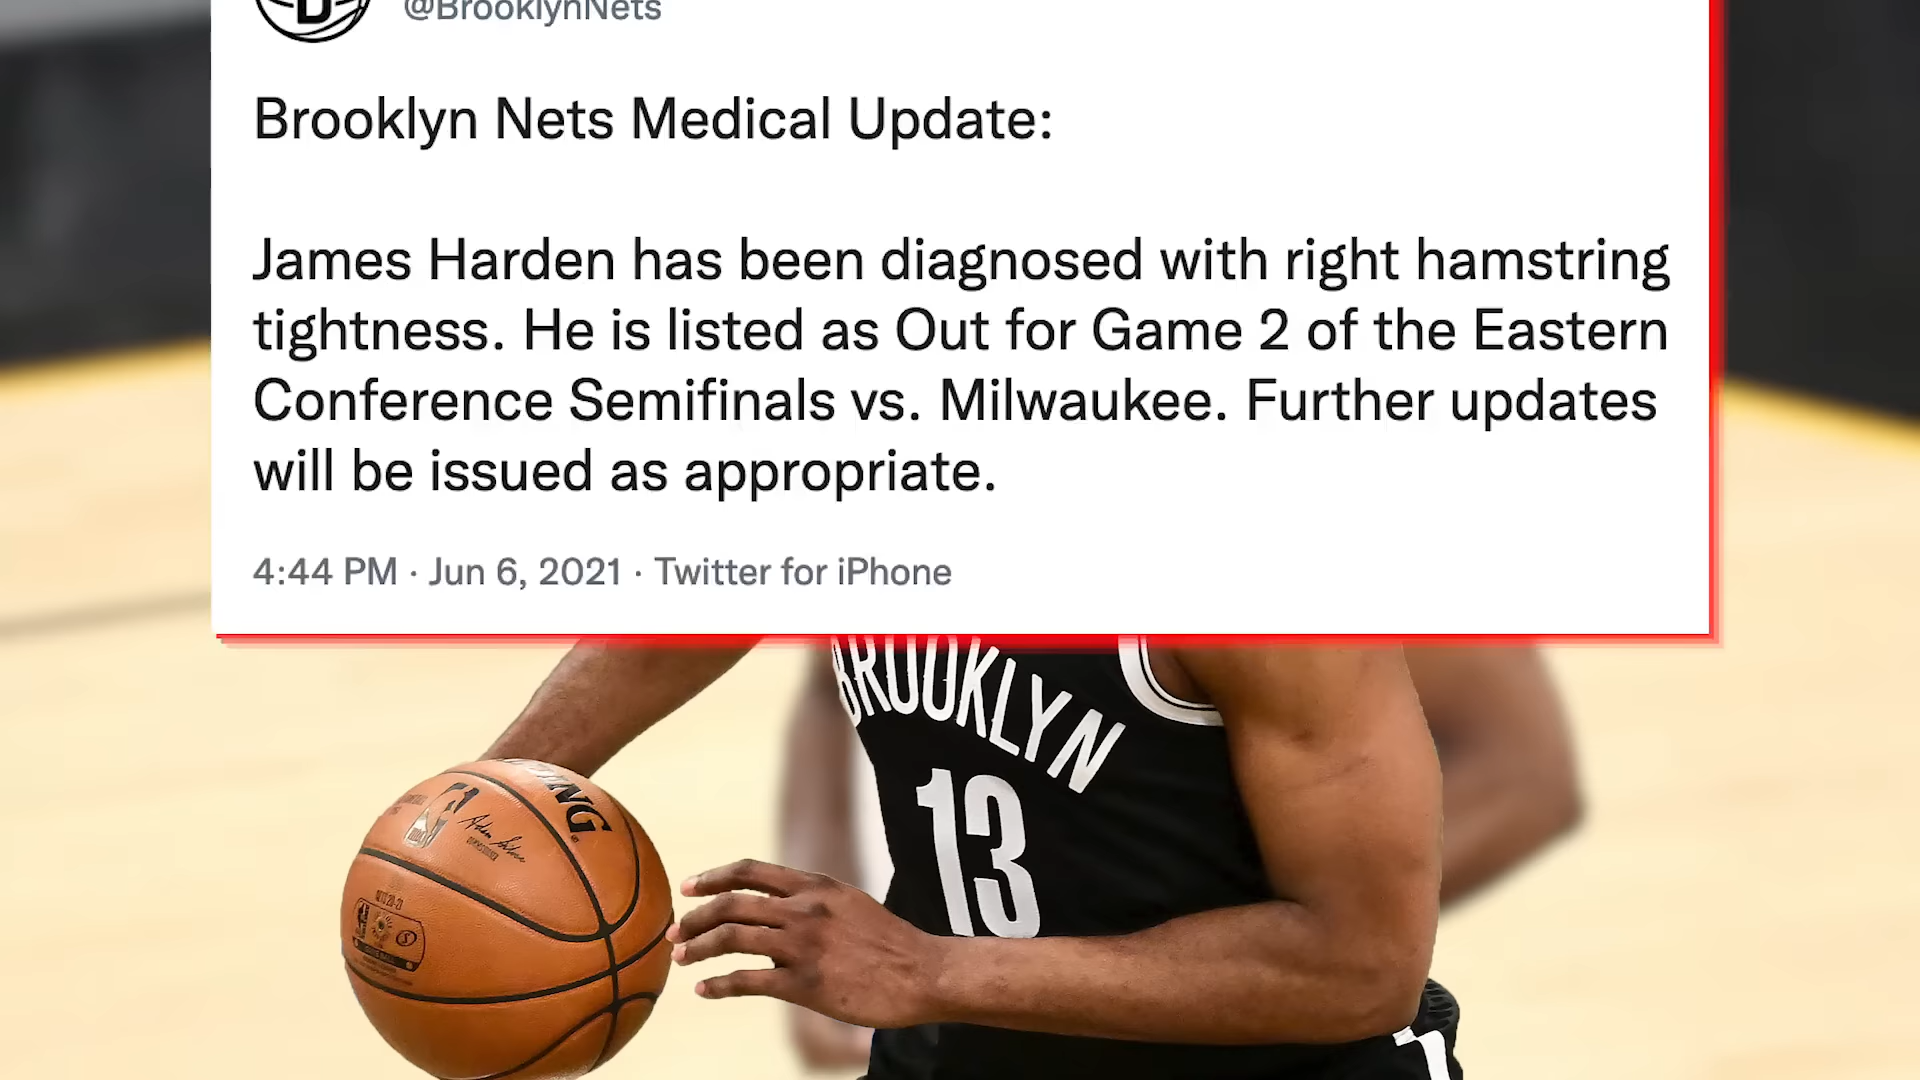 @BrooklynNets
Brooklyn Nets Medical Update:
James Harden has been diagnosed with right hamstring
tightness. He is listed as Out for Game 2 of the Eastern
Conference Semifinals vs. Milwaukee. Further updates
will be issued as appropriate.
4:44 PM · Jun 6, 2021 · Twitter for iPhone
BROOKLYN
13